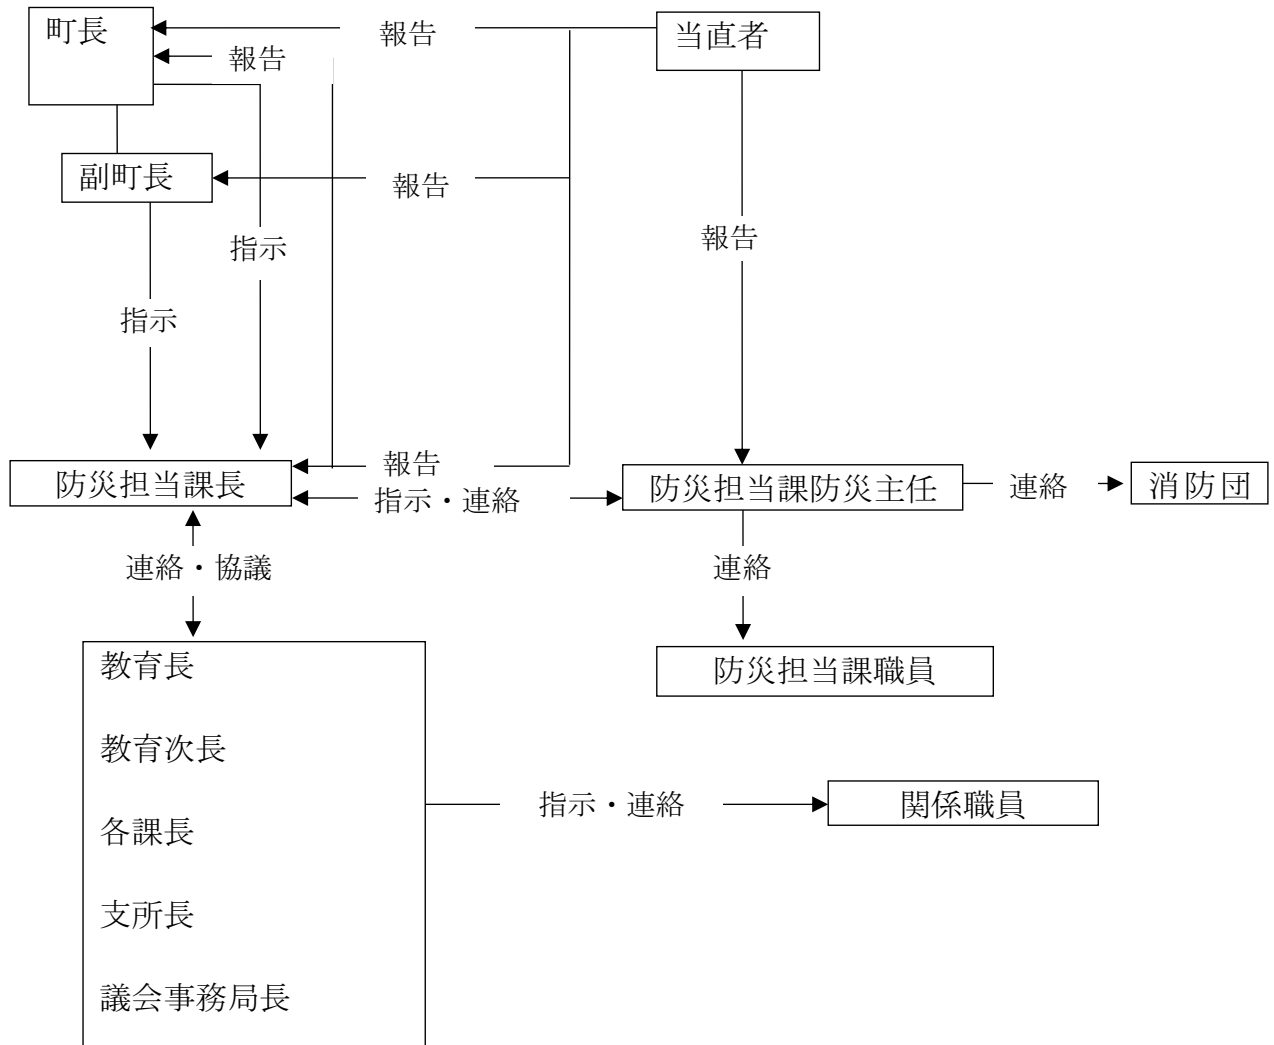 町長
報告
当直者
報告
副町長
報告
指示
報告
指示
防災担当課長
報告
指示・連絡
防災担当課防災主任
連絡
消防団
連絡・協議
連絡
教育長
防災担当課職員
教育次長
指示・連絡
関係職員
各課長
支所長
議会事務局長